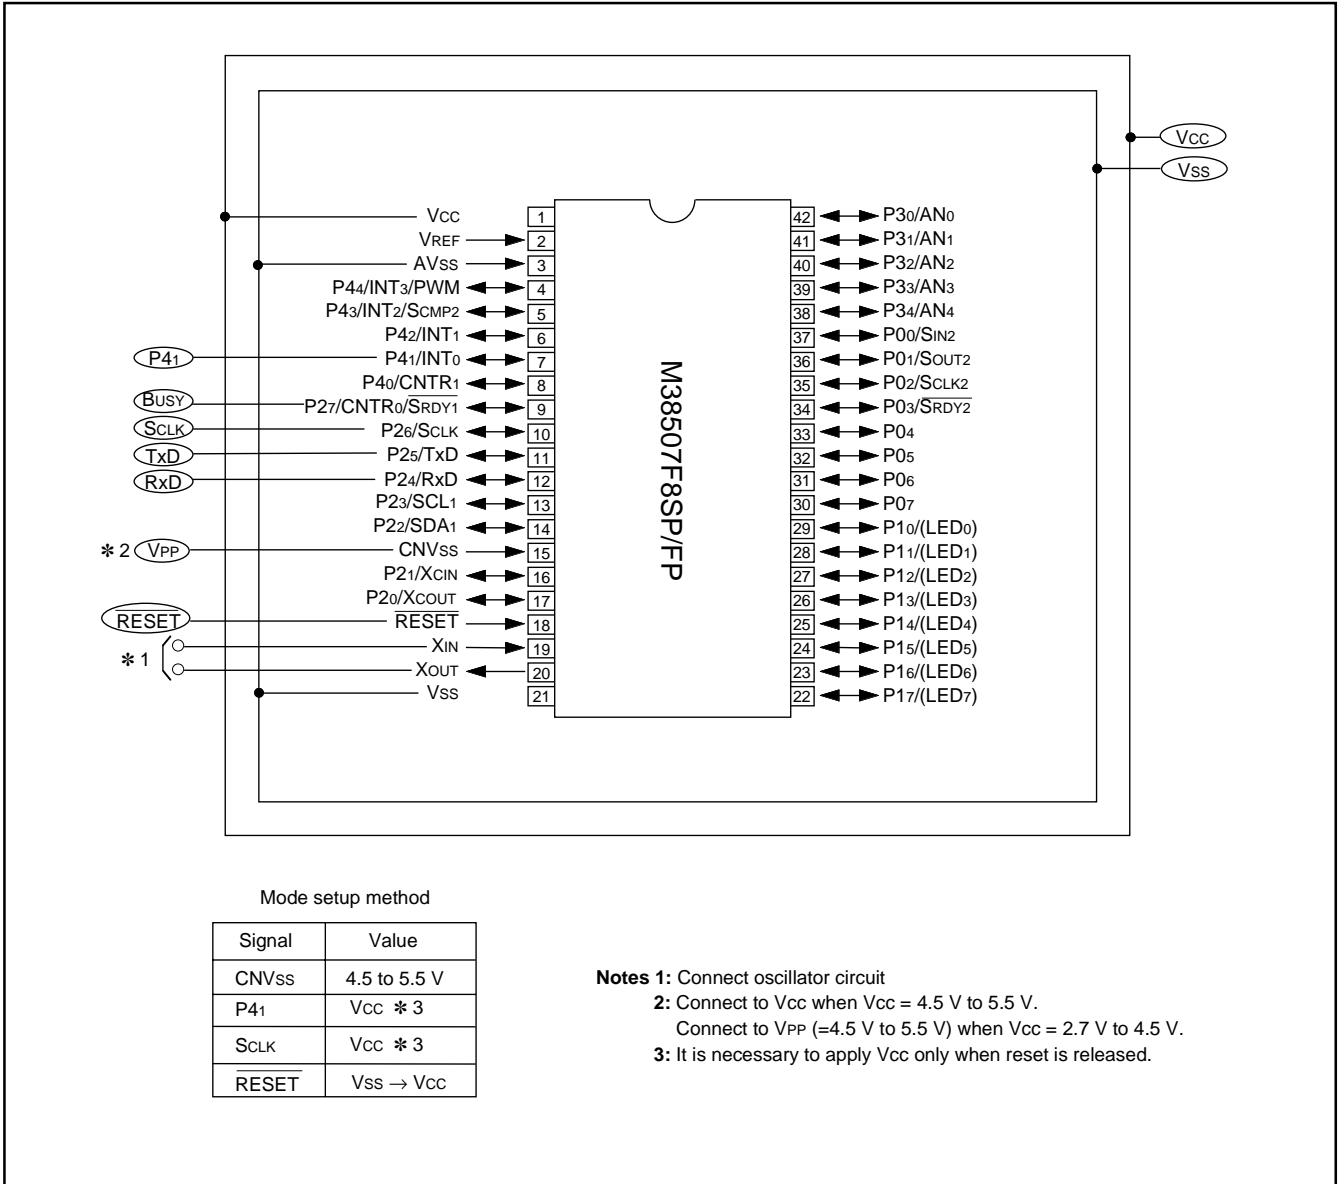 VCC
VSS
VCC 1
VREF 2
AVSS 3
P44/INT3/PWM 4
P43/INT2/SCMP2 5
P42/INT1 6
P41 P41/INT0 7
P40/CNTR1 8
BUSY P27/CNTR0/SRDY1 9
SCLK P26/SCLK 10
TxD P25/TxD 11
RxD P24/RxD 12
P23/SCL1 13
P22/SDA1 14
✽2 VPP CNVSS 15
P21/XCIN 16
P20/XCOUT 17
RESET RESET 18
✽1 XIN 19
XOUT 20
VSS 21
M38507F8SP/FP
42 P30/AN0
41 P31/AN1
40 P32/AN2
39 P33/AN3
38 P34/AN4
37 P00/SIN2
36 P01/SOUT2
35 P02/SCLK2
34 P03/SRDY2
33 P04
32 P05
31 P06
30 P07
29 P10/(LED0)
28 P11/(LED1)
27 P12/(LED2)
26 P13/(LED3)
25 P14/(LED4)
24 P15/(LED5)
23 P16/(LED6)
22 P17/(LED7)
Mode setup method
Signal Value
CNVSS 4.5 to 5.5 V
P41 VCC ✽3
SCLK VCC ✽3
RESET VSS → VCC
Notes 1: Connect oscillator circuit
2: Connect to Vcc when Vcc = 4.5 V to 5.5 V.
Connect to VPP (=4.5 V to 5.5 V) when Vcc = 2.7 V to 4.5 V.
3: It is necessary to apply Vcc only when reset is released.